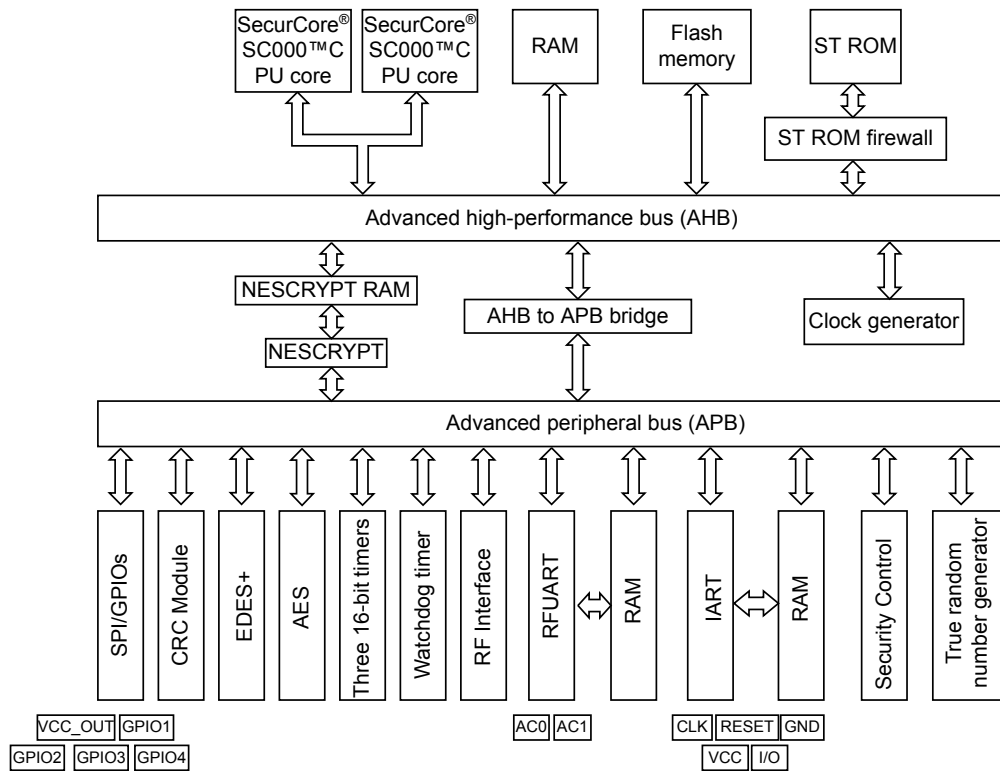 SecurCore®
SC000™C
PU core
SecurCore®
SC000™C
PU core
RAM
Flash
memory
ST ROM
ST ROM firewall
Advanced high-performance bus (AHB)
NESCRYPT RAM
AHB to APB bridge
Clock generator
NESCRYPT
Advanced peripheral bus (APB)
SPI/GPIOs
CRC Module
EDES+
AES
Three 16-bit timers
Watchdog timer
RF Interface
RFUART
RAM
IART
RAM
Security Control
True random
number generator
VCC_OUT
GPIO1
AC0
AC1
CLK
RESET
GND
GPIO2
GPIO3
GPIO4
VCC
I/O